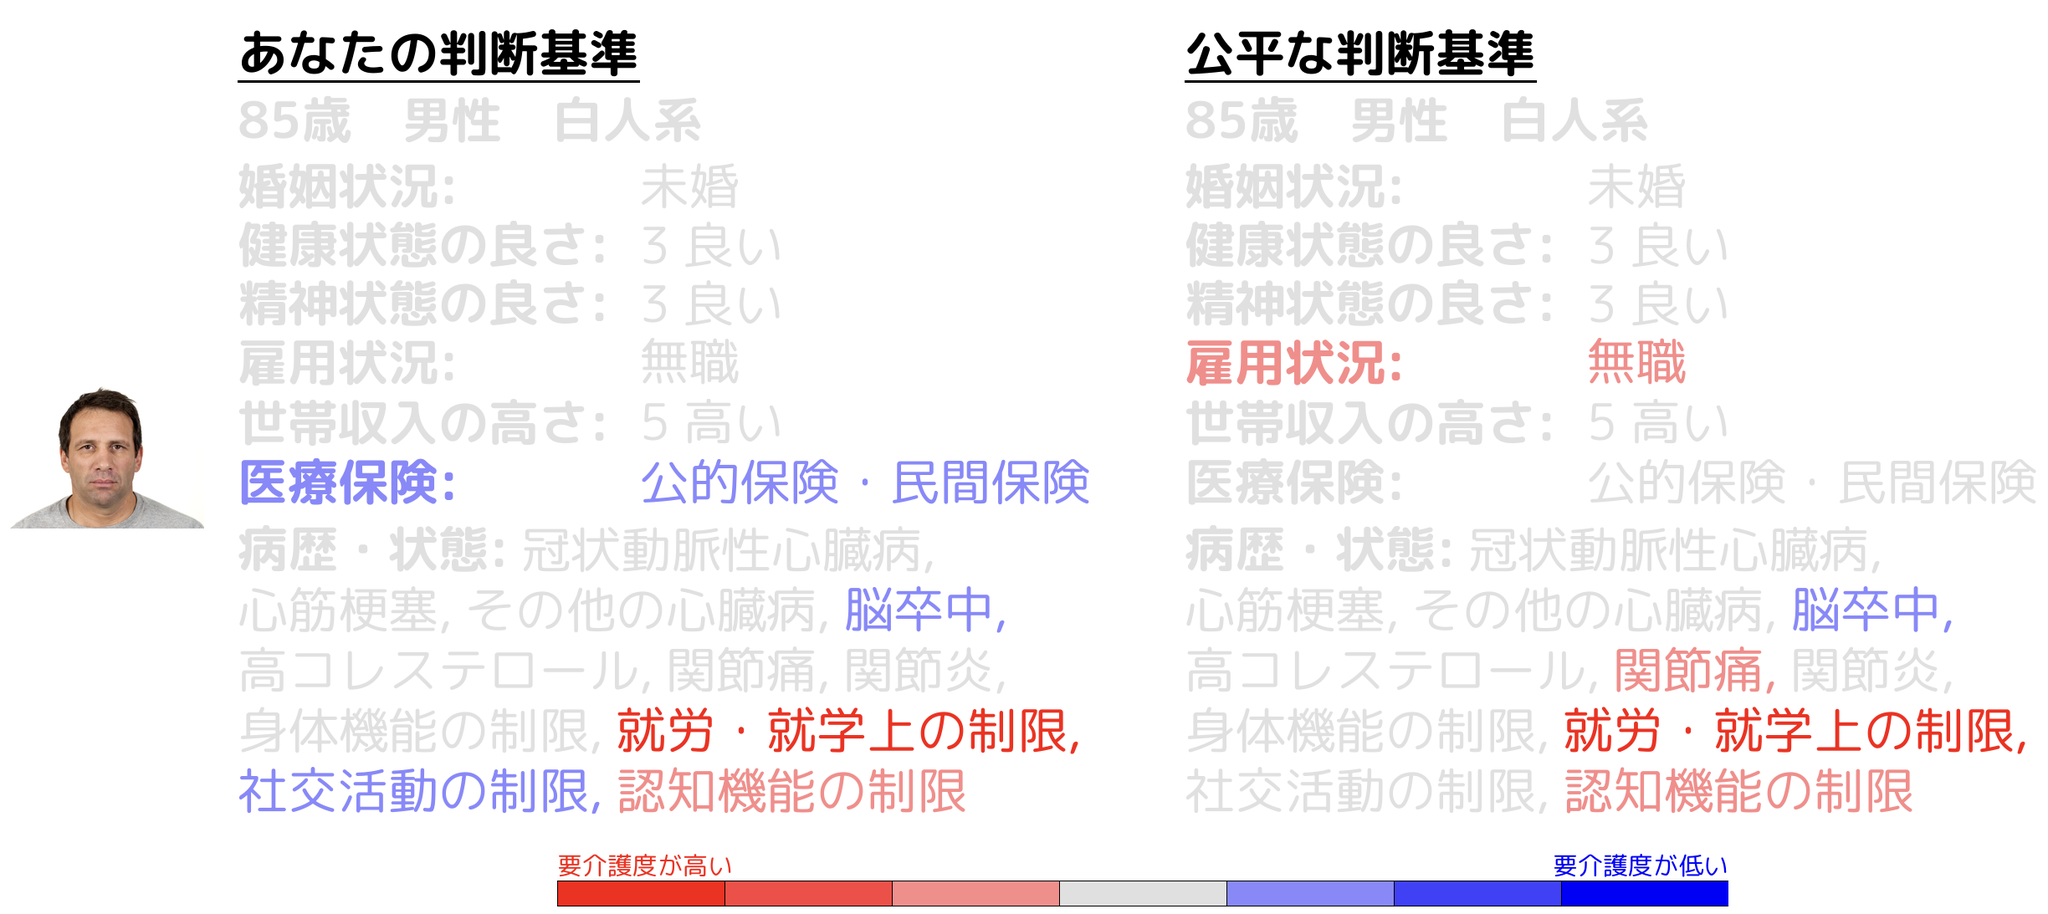 あなたの判断基準
85歳　男性　白人系
婚姻状況: 未婚
健康状態の良さ: 3 良い
精神状態の良さ: 3 良い
雇用状況: 無職
世帯収入の高さ: 5 高い
医療保険: 公的保険・民間保険
病歴・状態: 冠状動脈性心臓病,
心筋梗塞, その他の心臓病, 脳卒中,
高コレステロール, 関節痛, 関節炎,
身体機能の制限, 就労・就学上の制限,
社交活動の制限, 認知機能の制限
公平な判断基準
85歳　男性　白人系
婚姻状況: 未婚
健康状態の良さ: 3 良い
精神状態の良さ: 3 良い
雇用状況: 無職
世帯収入の高さ: 5 高い
医療保険: 公的保険・民間保険
病歴・状態: 冠状動脈性心臓病,
心筋梗塞, その他の心臓病, 脳卒中,
高コレステロール, 関節痛, 関節炎,
身体機能の制限, 就労・就学上の制限,
社交活動の制限, 認知機能の制限
要介護度が高い
要介護度が低い